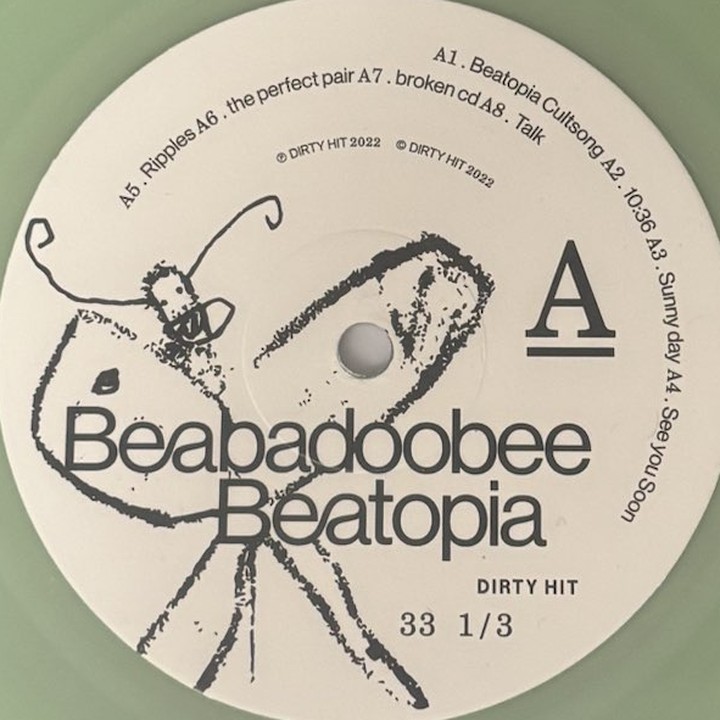 A1 . Beatopia Cultsong A2 . 10:36 A3 . Sunny day A4 . See you Soon
A5 . Ripples A6 . the perfect pair A7 . broken cd A8 . Talk
℗ DIRTY HIT 2022 © DIRTY HIT 2022
A
Beabadoobee
Beatopia
DIRTY HIT
33 1/3